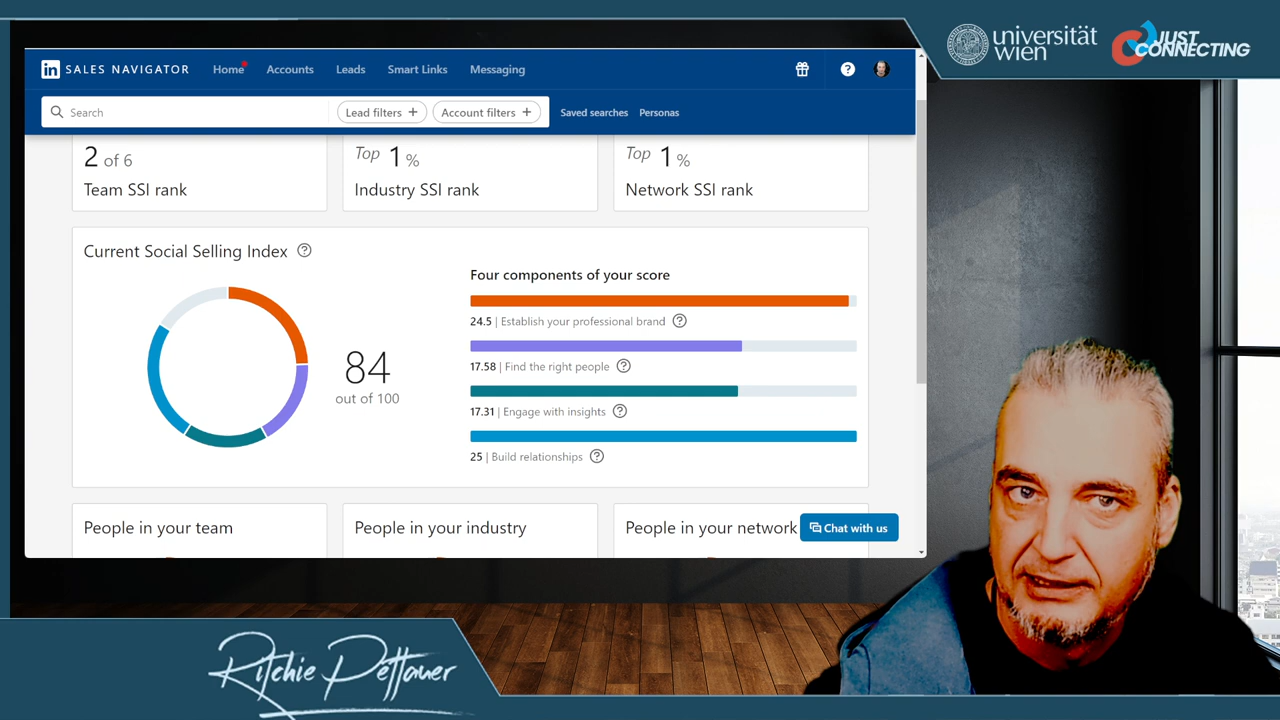 universität
wien
JUST
CONNECTING
in SALES NAVIGATOR
Home Accounts Leads Smart Links Messaging
Search
Lead filters +
Account filters +
Saved searches
Personas
2 of 6
Team SSI rank
Top 1 %
Industry SSI rank
Top 1 %
Network SSI rank
Current Social Selling Index ?
84
out of 100
Four components of your score
24.5 | Establish your professional brand ?
17.58 | Find the right people ?
17.31 | Engage with insights ?
25 | Build relationships ?
People in your team
People in your industry
People in your network
Chat with us
Ritchie Pettauer